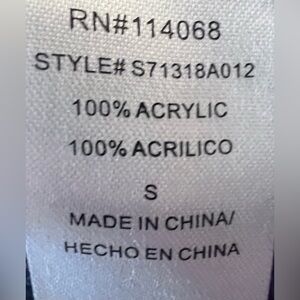 RN#114068
STYLE# S71318A012
100% ACRYLIC
100% ACRILICO
S
MADE IN CHINA/
HECHO EN CHINA